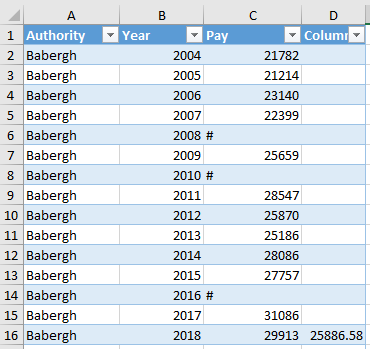 A B C D
1 Authority Year Pay Column
2 Babergh 2004 21782
3 Babergh 2005 21214
4 Babergh 2006 23140
5 Babergh 2007 22399
6 Babergh 2008 #
7 Babergh 2009 25659
8 Babergh 2010 #
9 Babergh 2011 28547
10 Babergh 2012 25870
11 Babergh 2013 25186
12 Babergh 2014 28086
13 Babergh 2015 27757
14 Babergh 2016 #
15 Babergh 2017 31086
16 Babergh 2018 29913 25886.58